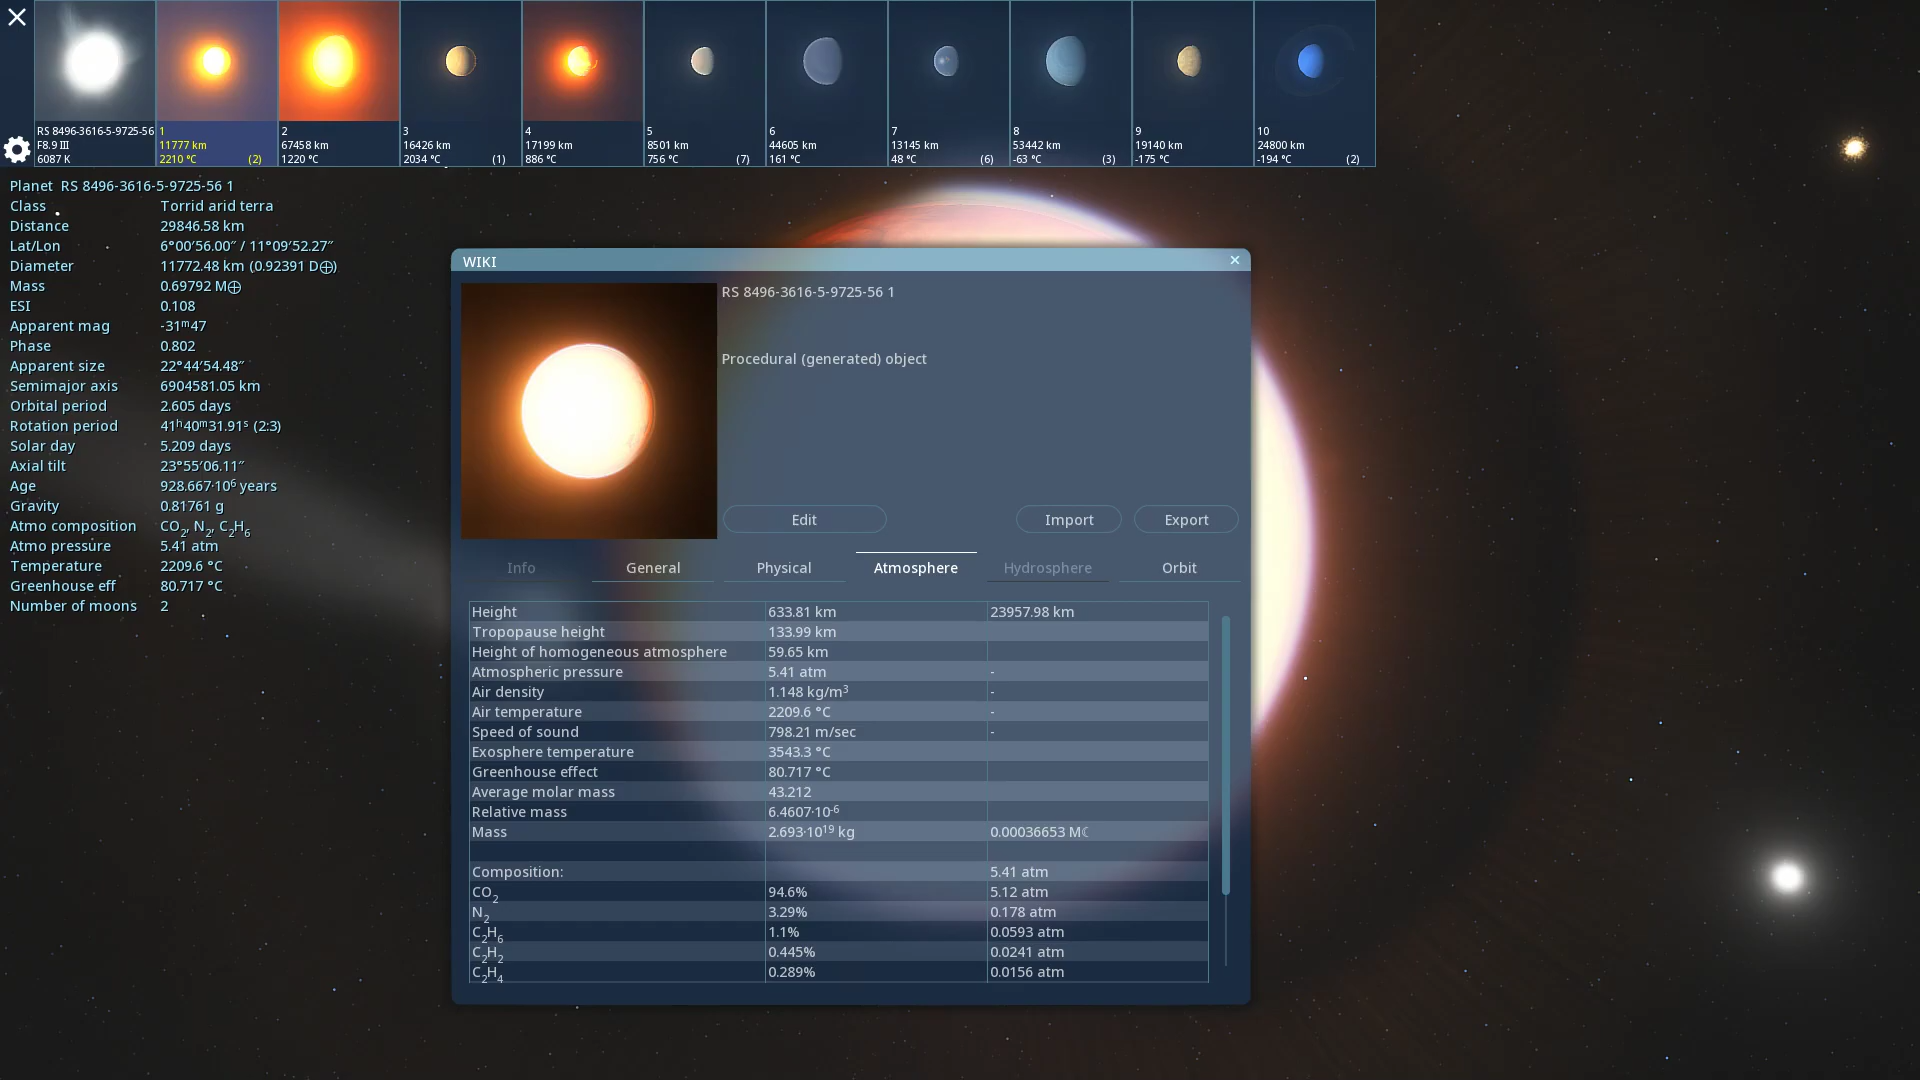 RS 8496-3616-5-9725-56
F8.9 III
6087 K
1
11777 km
2210 °C (2)
2
67458 km
1220 °C
3
16426 km
2034 °C (1)
4
17199 km
886 °C
5
8501 km
756 °C (7)
6
44605 km
161 °C
7
13145 km
48 °C (6)
8
53442 km
-63 °C (3)
9
19140 km
-175 °C
10
24800 km
-194 °C (2)
Planet RS 8496-3616-5-9725-56 1
Class Torrid arid terra
Distance 29846.58 km
Lat/Lon 6°00′56.00″ / 11°09′52.27″
Diameter 11772.48 km (0.92391 D⊕)
Mass 0.69792 M⊕
ESI 0.108
Apparent mag -31ᵐ47
Phase 0.802
Apparent size 22°44′54.48″
Semimajor axis 6904581.05 km
Orbital period 2.605 days
Rotation period 41ʰ40ᵐ31.91ˢ (2:3)
Solar day 5.209 days
Axial tilt 23°55′06.11″
Age 928.667·10⁶ years
Gravity 0.81761 g
Atmo composition CO₂, N₂, C₂H₆
Atmo pressure 5.41 atm
Temperature 2209.6 °C
Greenhouse eff 80.717 °C
Number of moons 2
WIKI
RS 8496-3616-5-9725-56 1
Procedural (generated) object
Edit Import Export
Info General Physical Atmosphere Hydrosphere Orbit
Height 633.81 km 23957.98 km
Tropopause height 133.99 km
Height of homogeneous atmosphere 59.65 km
Atmospheric pressure 5.41 atm -
Air density 1.148 kg/m³ -
Air temperature 2209.6 °C -
Speed of sound 798.21 m/sec -
Exosphere temperature 3543.3 °C
Greenhouse effect 80.717 °C
Average molar mass 43.212
Relative mass 6.4607·10⁻⁶
Mass 2.693·10¹⁹ kg 0.00036653 M☾
Composition: 5.41 atm
CO₂ 94.6% 5.12 atm
N₂ 3.29% 0.178 atm
C₂H₆ 1.1% 0.0593 atm
C₂H₂ 0.445% 0.0241 atm
C₂H₄ 0.289% 0.0156 atm